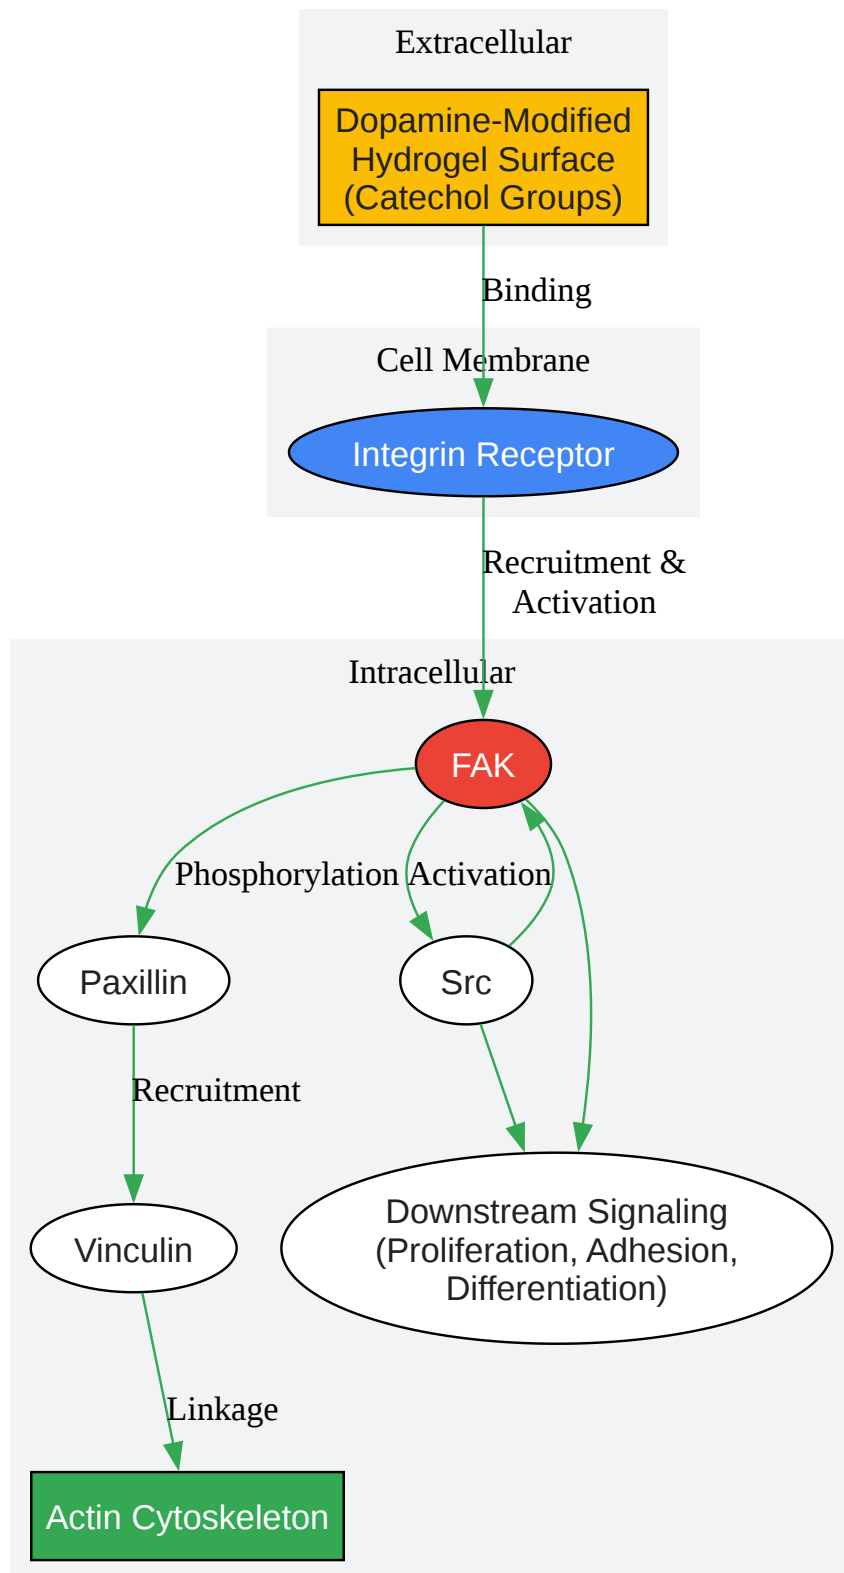 Extracellular
Dopamine-Modified
Hydrogel Surface
(Catechol Groups)
Binding
Cell Membrane
Integrin Receptor
Recruitment &
Activation
Intracellular
FAK
Phosphorylation
Activation
Paxillin
Src
Recruitment
Vinculin
Downstream Signaling
(Proliferation, Adhesion,
Differentiation)
Linkage
Actin Cytoskeleton